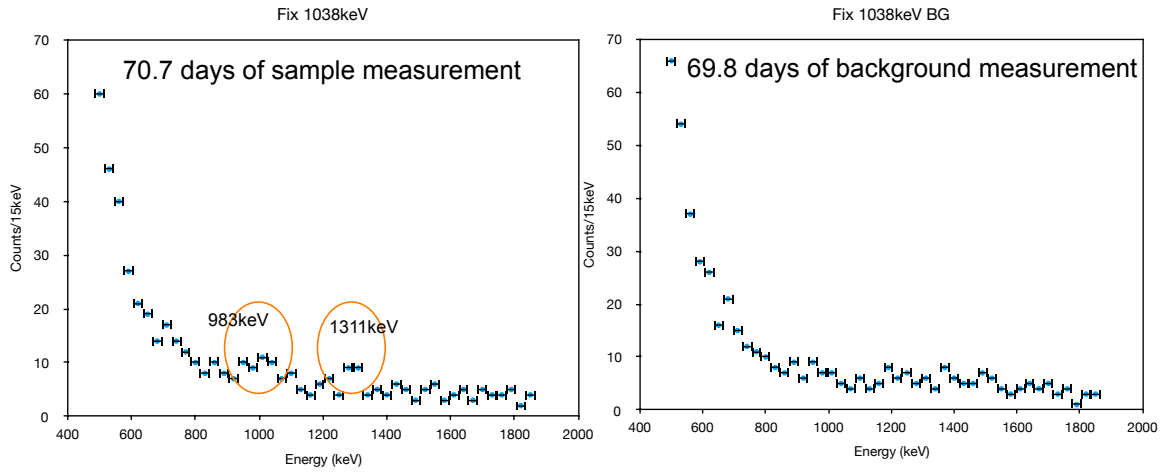 Fix 1038keV
70.7 days of sample measurement
983keV
1311keV
Counts/15keV
70
60
50
40
30
20
10
0
400 600 800 1000 1200 1400 1600 1800 2000
Energy (keV)
Fix 1038keV BG
69.8 days of background measurement
Counts/15keV
70
60
50
40
30
20
10
0
400 600 800 1000 1200 1400 1600 1800 2000
Energy (keV)